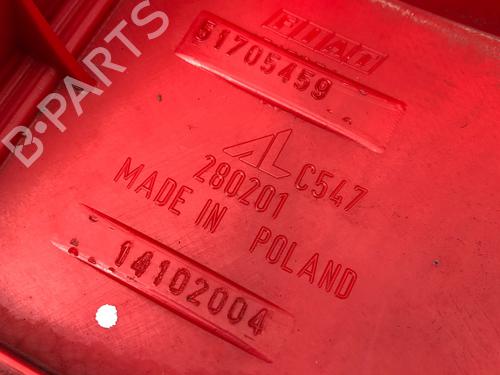 FIAT
51705459
AL C547
280201
MADE IN POLAND
14102004
B-PARTS